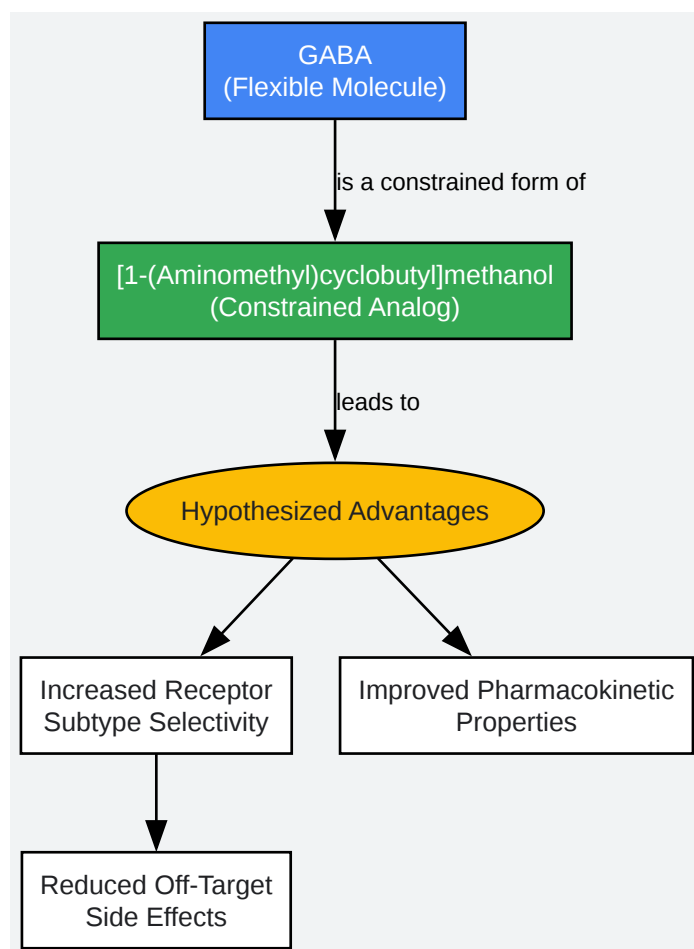 GABA
(Flexible Molecule)
is a constrained form of
[1-(Aminomethyl)cyclobutyl]methanol
(Constrained Analog)
leads to
Hypothesized Advantages
Increased Receptor
Subtype Selectivity
Improved Pharmacokinetic
Properties
Reduced Off-Target
Side Effects